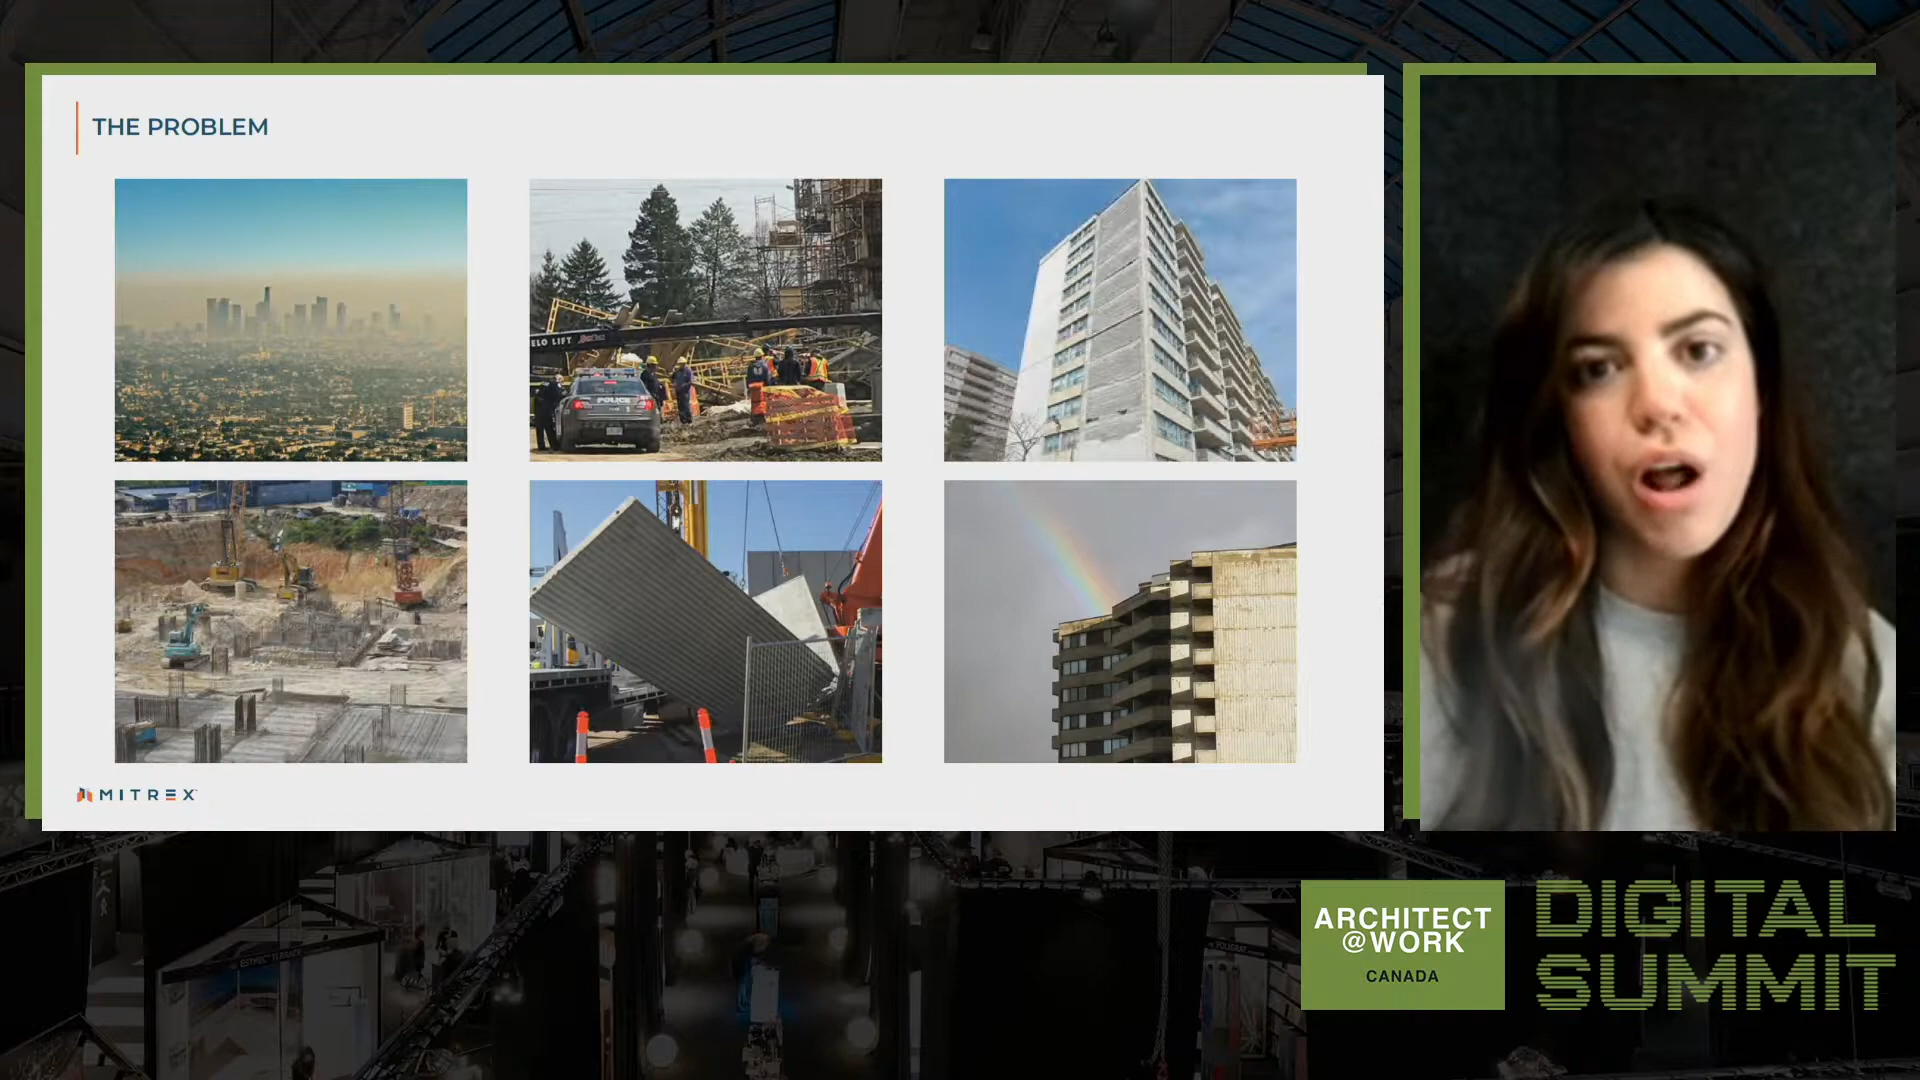 THE PROBLEM
ELO LIFT
POLICE
MITREX
ARCHITECT
@WORK
CANADA
DIGITAL
SUMMIT